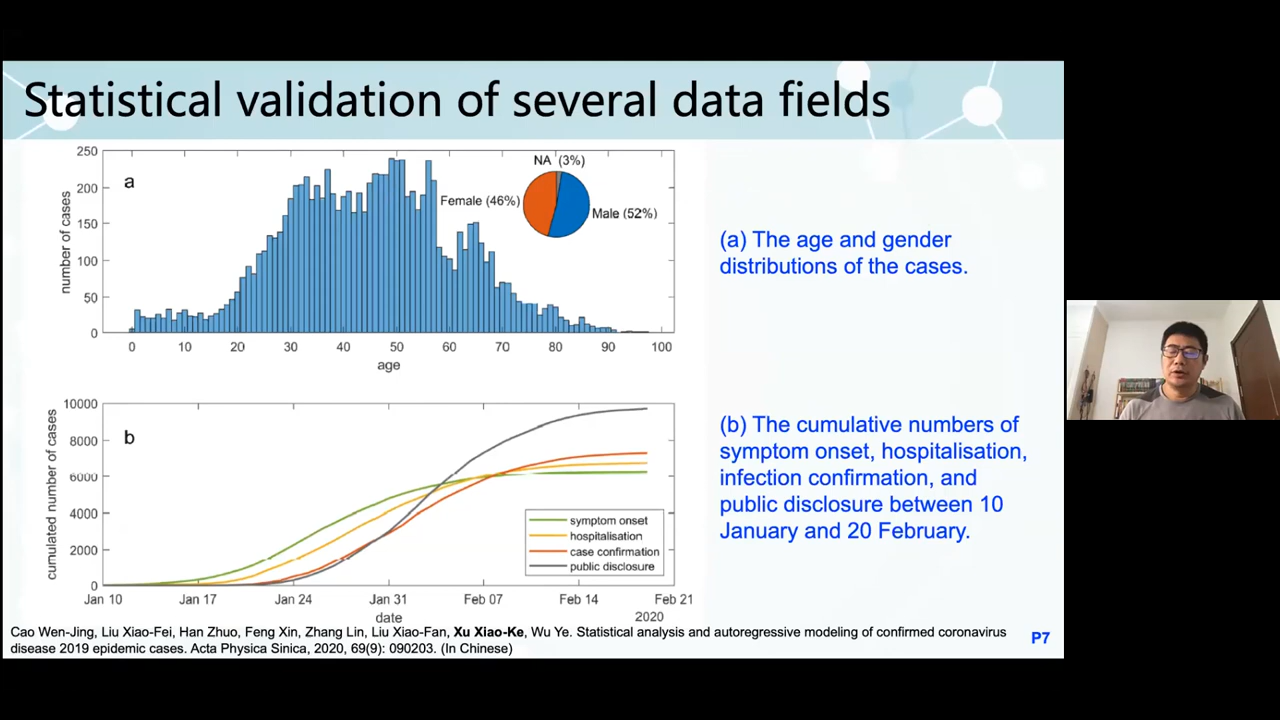 Statistical validation of several data fields
250
200
150
100
50
0
number of cases
a
NA (3%)
Female (46%)
Male (52%)
0 10 20 30 40 50 60 70 80 90 100
age
(a) The age and gender
distributions of the cases.
10000
8000
6000
4000
2000
0
cumulated number of cases
b
symptom onset
hospitalisation
case confirmation
public disclosure
Jan 10 Jan 17 Jan 24 Jan 31 Feb 07 Feb 14 Feb 21
date
2020
(b) The cumulative numbers of
symptom onset, hospitalisation,
infection confirmation, and
public disclosure between 10
January and 20 February.
Cao Wen-Jing, Liu Xiao-Fei, Han Zhuo, Feng Xin, Zhang Lin, Liu Xiao-Fan, Xu Xiao-Ke, Wu Ye. Statistical analysis and autoregressive modeling of confirmed coronavirus
disease 2019 epidemic cases. Acta Physica Sinica, 2020, 69(9): 090203. (In Chinese)
P7